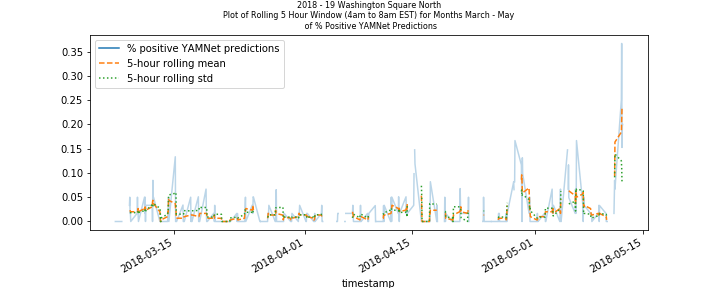 2018 - 19 Washington Square North
Plot of Rolling 5 Hour Window (4am to 8am EST) for Months March - May
of % Positive YAMNet Predictions
% positive YAMNet predictions
5-hour rolling mean
5-hour rolling std
0.35
0.30
0.25
0.20
0.15
0.10
0.05
0.00
2018-03-15
2018-04-01
2018-04-15
2018-05-01
2018-05-15
timestamp